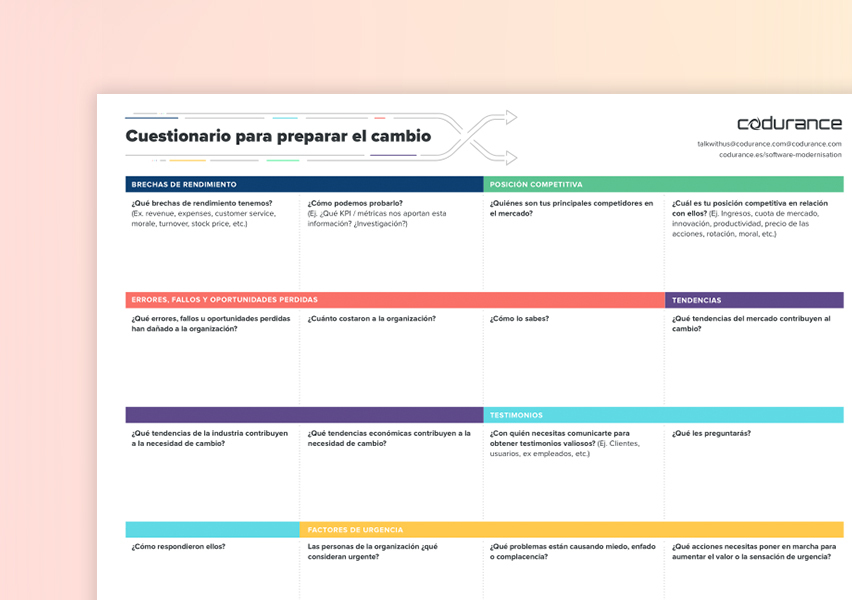 Cuestionario para preparar el cambio
codurance
talkwithus@codurance.com@codurance.com
codurance.es/software-modernisation
BRECHAS DE RENDIMIENTO
POSICIÓN COMPETITIVA
¿Qué brechas de rendimiento tenemos?
(Ex. revenue, expenses, customer service,
morale, turnover, stock price, etc.)
¿Cómo podemos probarlo?
(Ej. ¿Qué KPI / métricas nos aportan esta
información? ¿Investigación?)
¿Quiénes son tus principales competidores en
el mercado?
¿Cuál es tu posición competitiva en relación
con ellos? (Ej. Ingresos, cuota de mercado,
innovación, productividad, precio de las
acciones, rotación, moral, etc.)
ERRORES, FALLOS Y OPORTUNIDADES PERDIDAS
TENDENCIAS
¿Qué errores, fallos u oportunidades perdidas
han dañado a la organización?
¿Cuánto costaron a la organización?
¿Cómo lo sabes?
¿Qué tendencias del mercado contribuyen al
cambio?
TESTIMONIOS
¿Qué tendencias de la industria contribuyen
a la necesidad de cambio?
¿Qué tendencias económicas contribuyen a la
necesidad de cambio?
¿Con quién necesitas comunicarte para
obtener testimonios valiosos? (Ej. Clientes,
usuarios, ex empleados, etc.)
¿Qué les preguntarás?
FACTORES DE URGENCIA
¿Cómo respondieron ellos?
Las personas de la organización ¿qué
consideran urgente?
¿Qué problemas están causando miedo, enfado
o complacencia?
¿Qué acciones necesitas poner en marcha para
aumentar el valor o la sensación de urgencia?